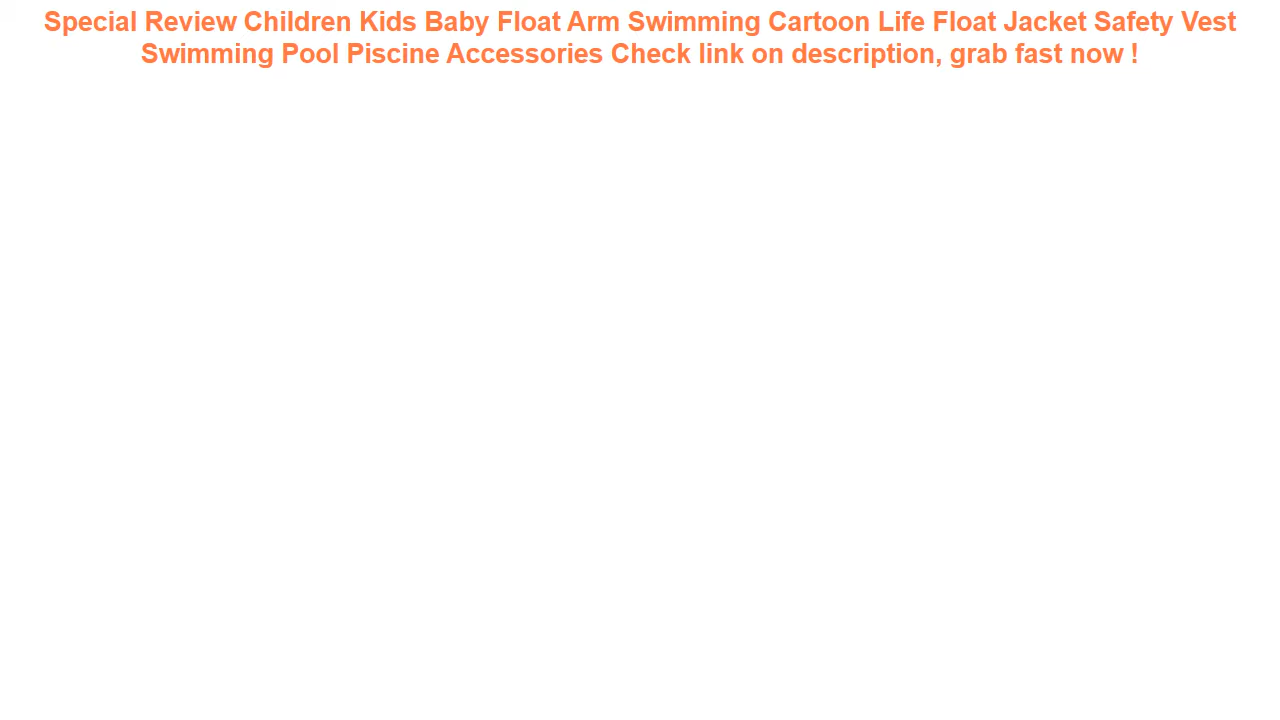 Special Review Children Kids Baby Float Arm Swimming Cartoon Life Float Jacket Safety Vest
Swimming Pool Piscine Accessories Check link on description, grab fast now !